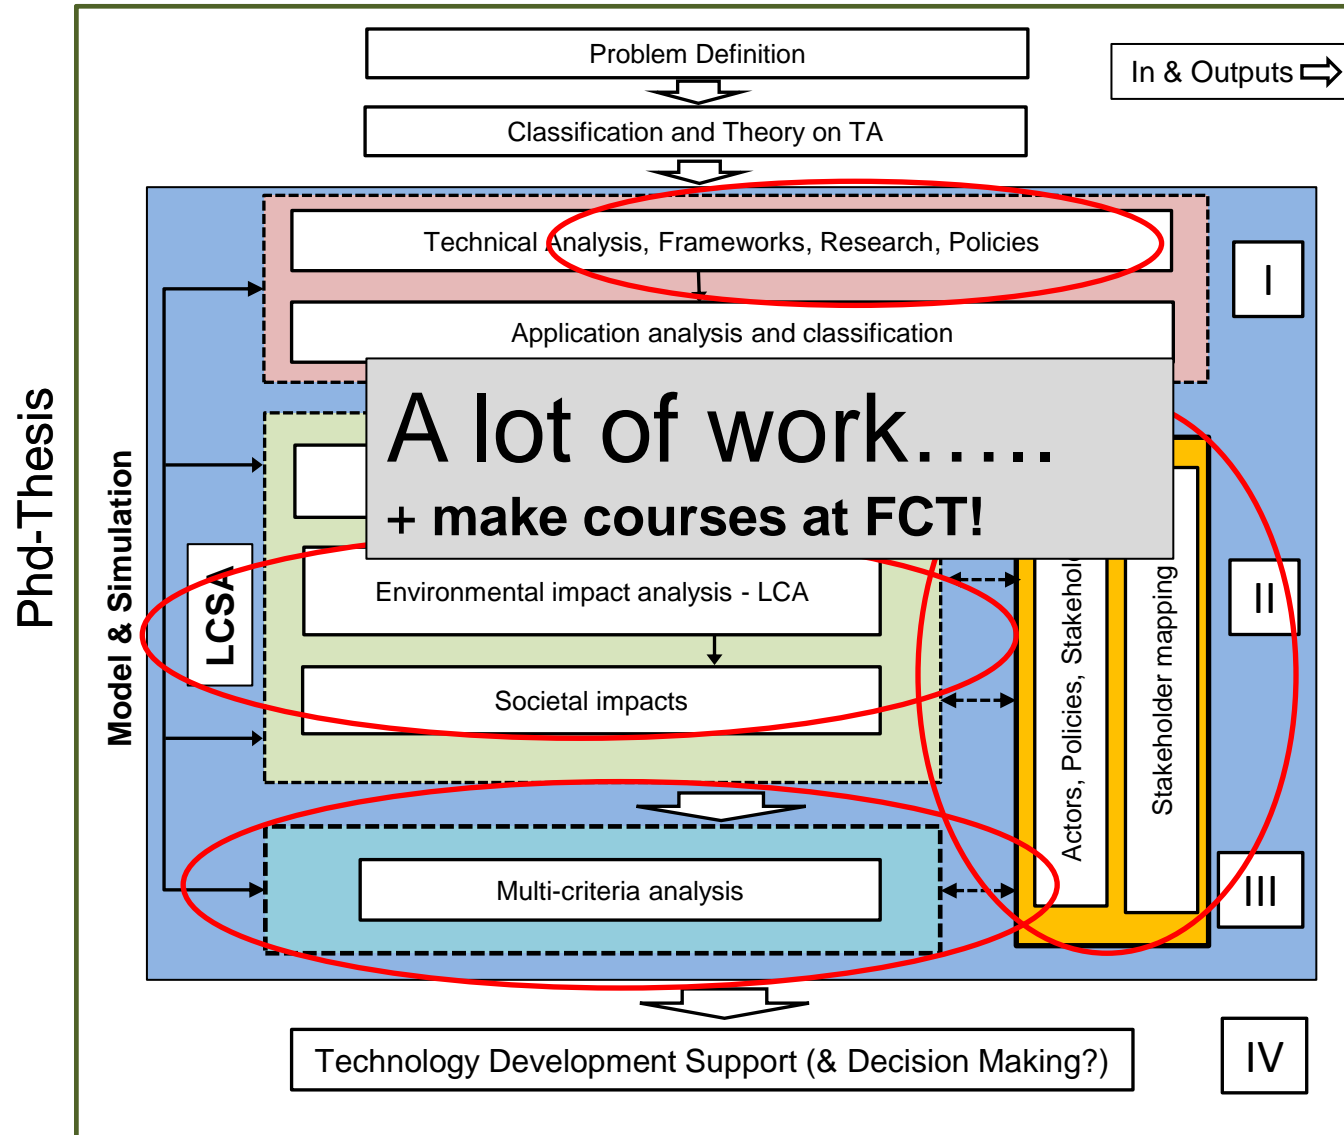 Problem Definition
In & Outputs
Classification and Theory on TA
Phd-Thesis
Model & Simulation
Technical Analysis, Frameworks, Research, Policies
I
Application analysis and classification
A lot of work…..
+ make courses at FCT!
LCSA
Environmental impact analysis - LCA
Societal impacts
Actors, Policies,
Stakeholder mapping
II
Multi-criteria analysis
III
Technology Development Support (& Decision Making?)
IV